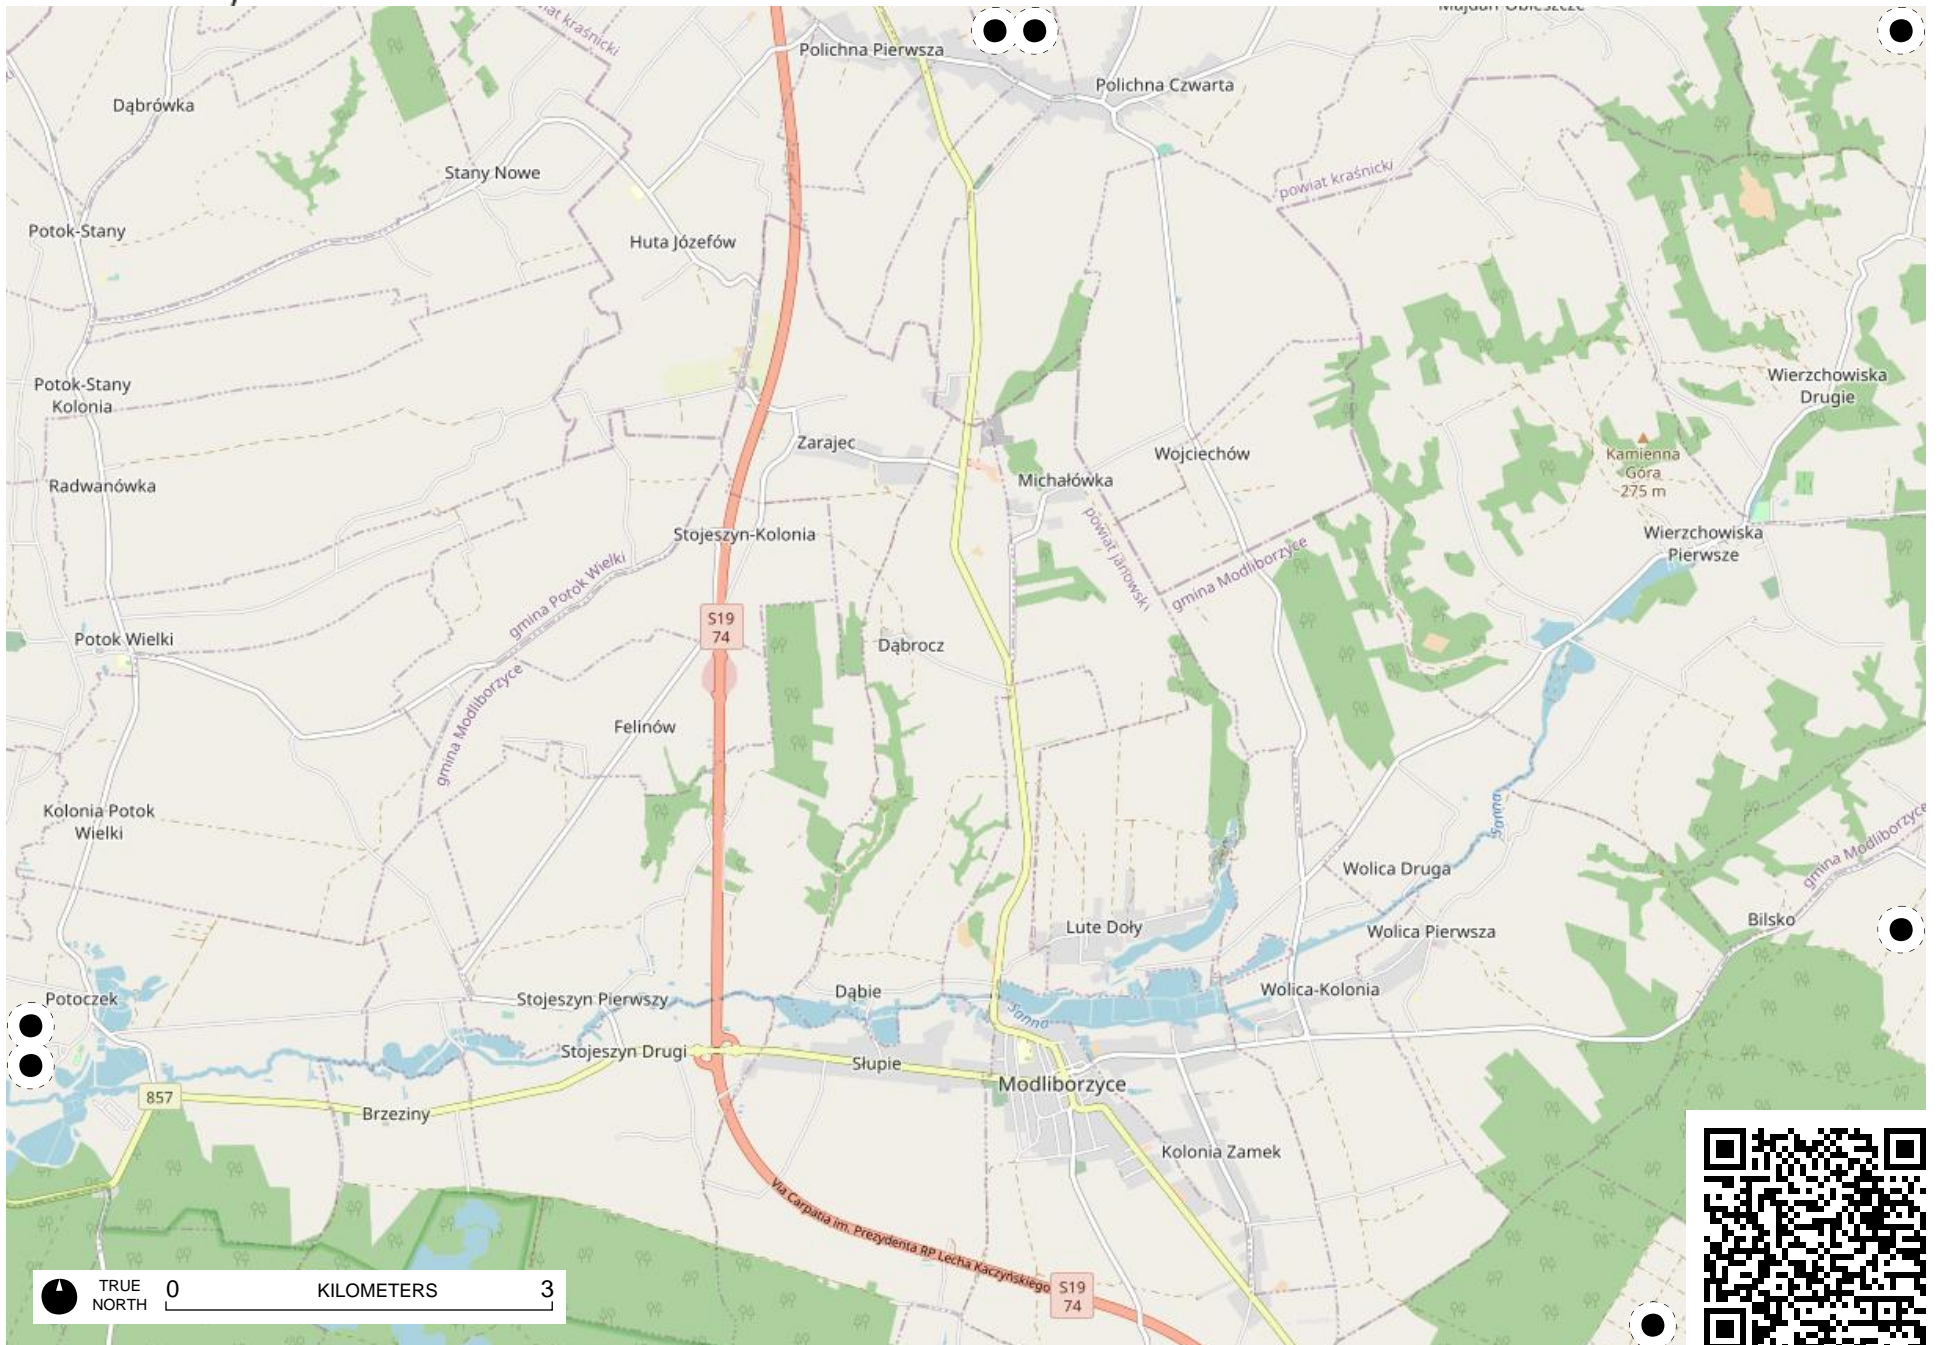 powiat kraśnicki
Polichna Pierwsza
Polichna Czwarta
Dąbrówka
Stany Nowe
powiat kraśnicki
Potok-Stany
Huta Józefów
Potok-Stany
Kolonia
Wierzchowiska
Drugie
Zarajec
Wojciechów
Kamienna
Góra
275 m
Radwanówka
Michałówka
Stojeszyn-Kolonia
powiat janowski
gmina Modliborzyce
Wierzchowiska
Pierwsze
gmina Potok Wielki
S19
74
Potok Wielki
Dąbrocz
gmina Modliborzyce
Felinów
Kolonia Potok
Wielki
Sanna
gmina Modliborzyce
Wolica Druga
Lute Doły
Wolica Pierwsza
Bilsko
Potoczek
Stojeszyn Pierwszy
Dąbie
Wolica-Kolonia
Sanna
Stojeszyn Drugi
Słupie
Modliborzyce
857
Brzeziny
Kolonia Zamek
Via Carpatia im. Prezydenta RP Lecha Kaczyńskiego
S19
74
TRUE
NORTH
0 KILOMETERS 3